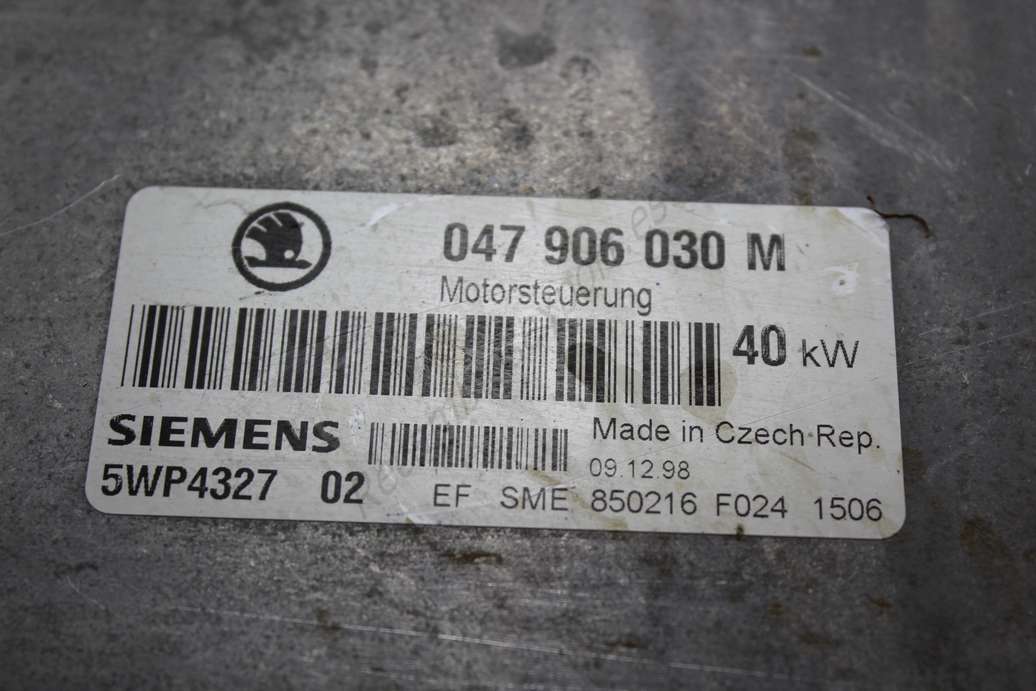 047 906 030 M
Motorsteuerung
40 kW
SIEMENS
Made in Czech Rep.
09.12.98
5WP4327 02
EF SME 850216 F024 1506